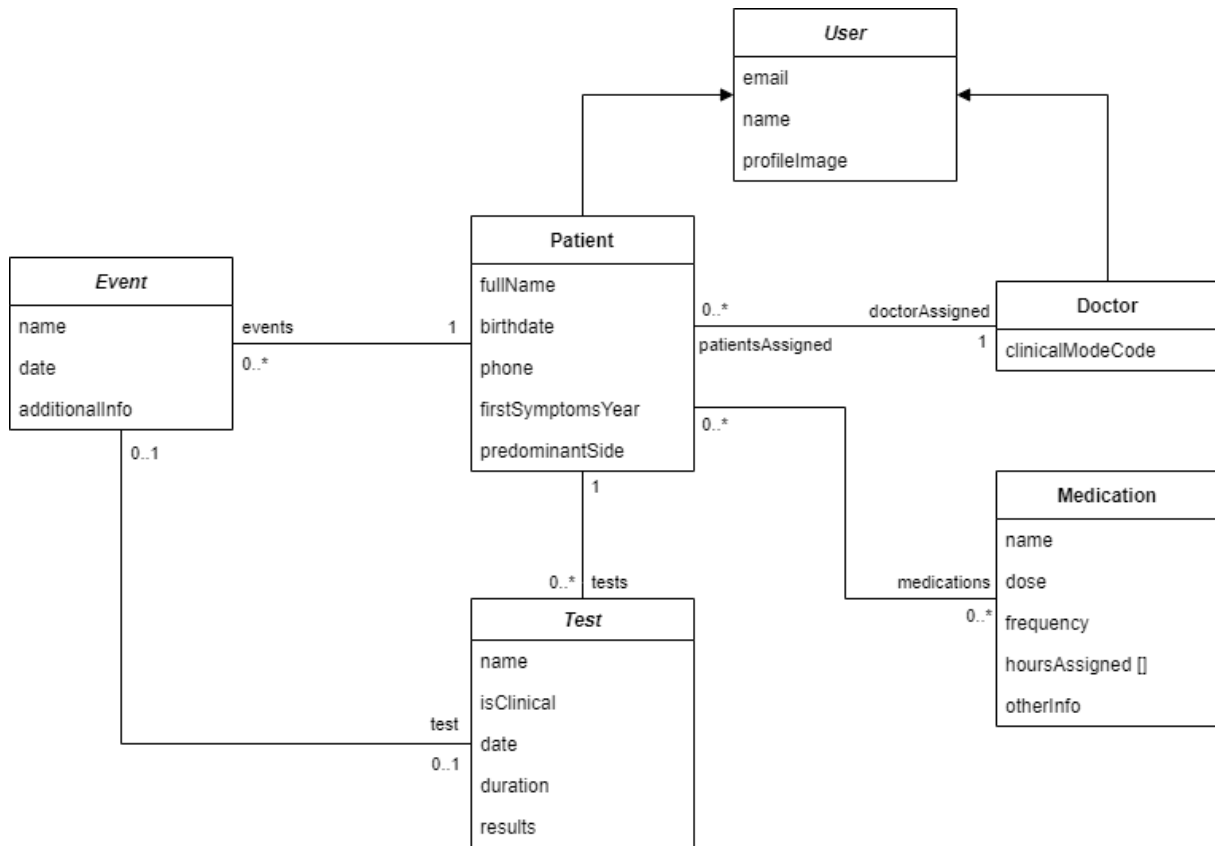 User
email
name
profileImage
Patient
fullName
birthdate
phone
firstSymptomsYear
predominantSide
Event
name
date
additionalInfo
events
1
0..*
0..*
doctorAssigned
patientsAssigned
1
Doctor
clinicalModeCode
0..1
1
0..*
Medication
name
dose
frequency
hoursAssigned []
otherInfo
medications
0..*
0..*
tests
Test
name
isClinical
date
duration
results
test
0..1